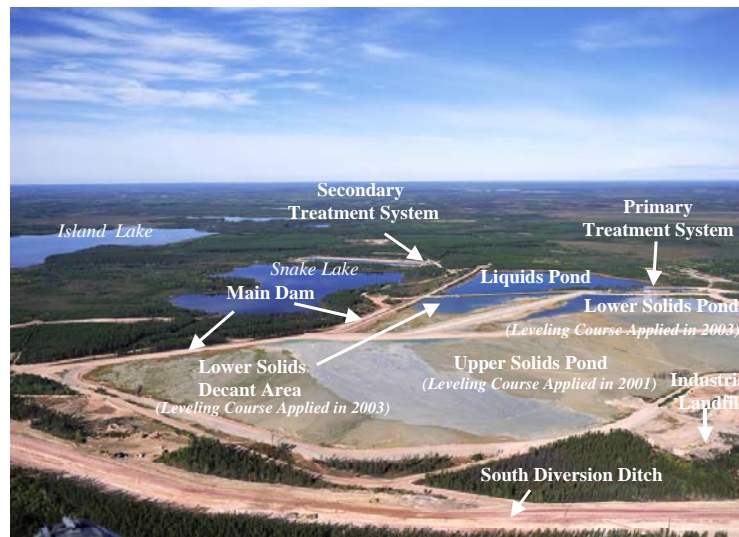 Secondary
Treatment System
Primary
Treatment System
Island Lake
Snake Lake
Liquids Pond
Main Dam
Lower Solids Pond
(Leveling Course Applied in 2003)
Lower Solids
Decant Area
(Leveling Course Applied in 2003)
Upper Solids Pond
(Leveling Course Applied in 2001)
Industria
Landfill
South Diversion Ditch